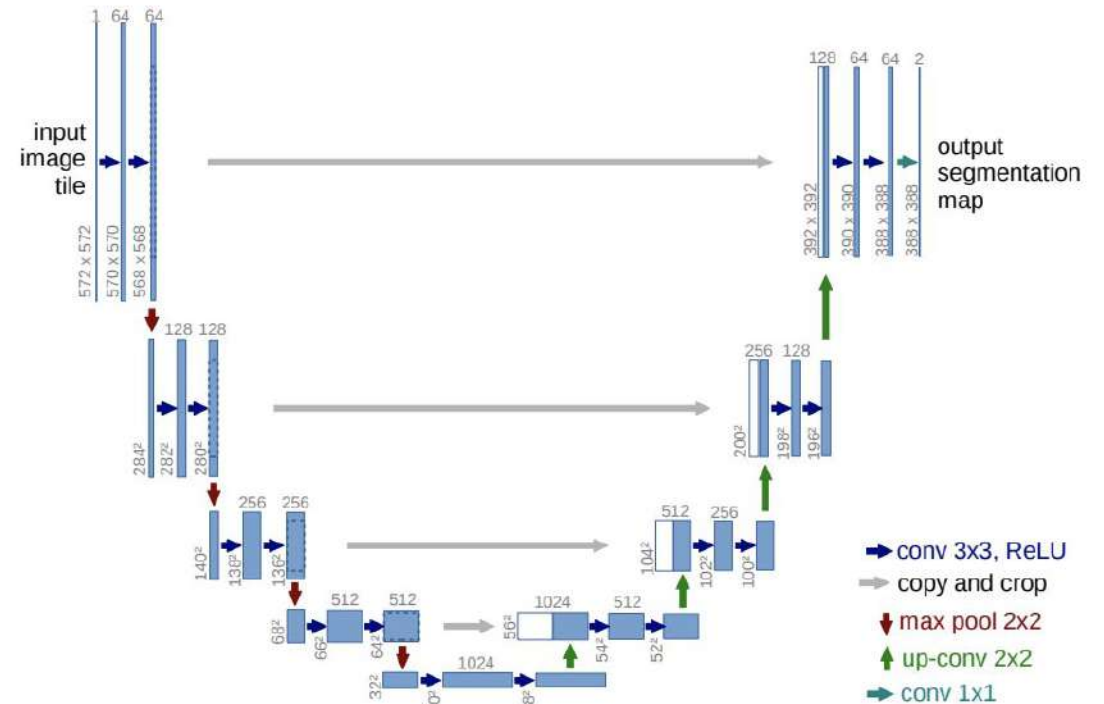 1 64 64
128 64 64 2
input
image
tile
output
segmentation
map
572 x 572
570 x 570
568 x 568
392 x 392
390 x 390
388 x 388
388 x 388
128 128
256 128
284²
282²
280²
200²
198²
196²
256 256
512 256
140²
138²
136²
104²
102²
100²
conv 3x3, ReLU
copy and crop
max pool 2x2
up-conv 2x2
conv 1x1
512 512
1024 512
68²
66²
64²
56²
54²
52²
1024
32²
0²
8²